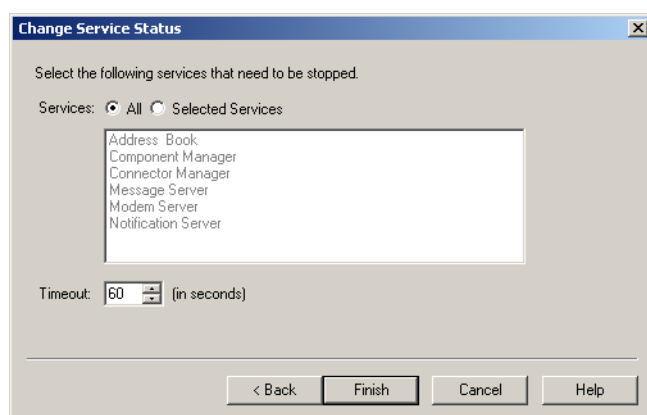 Change Service Status
Select the following services that need to be stopped.
Services: All Selected Services
Address Book
Component Manager
Connector Manager
Message Server
Modem Server
Notification Server
Timeout: 60 (in seconds)
< Back Finish Cancel Help